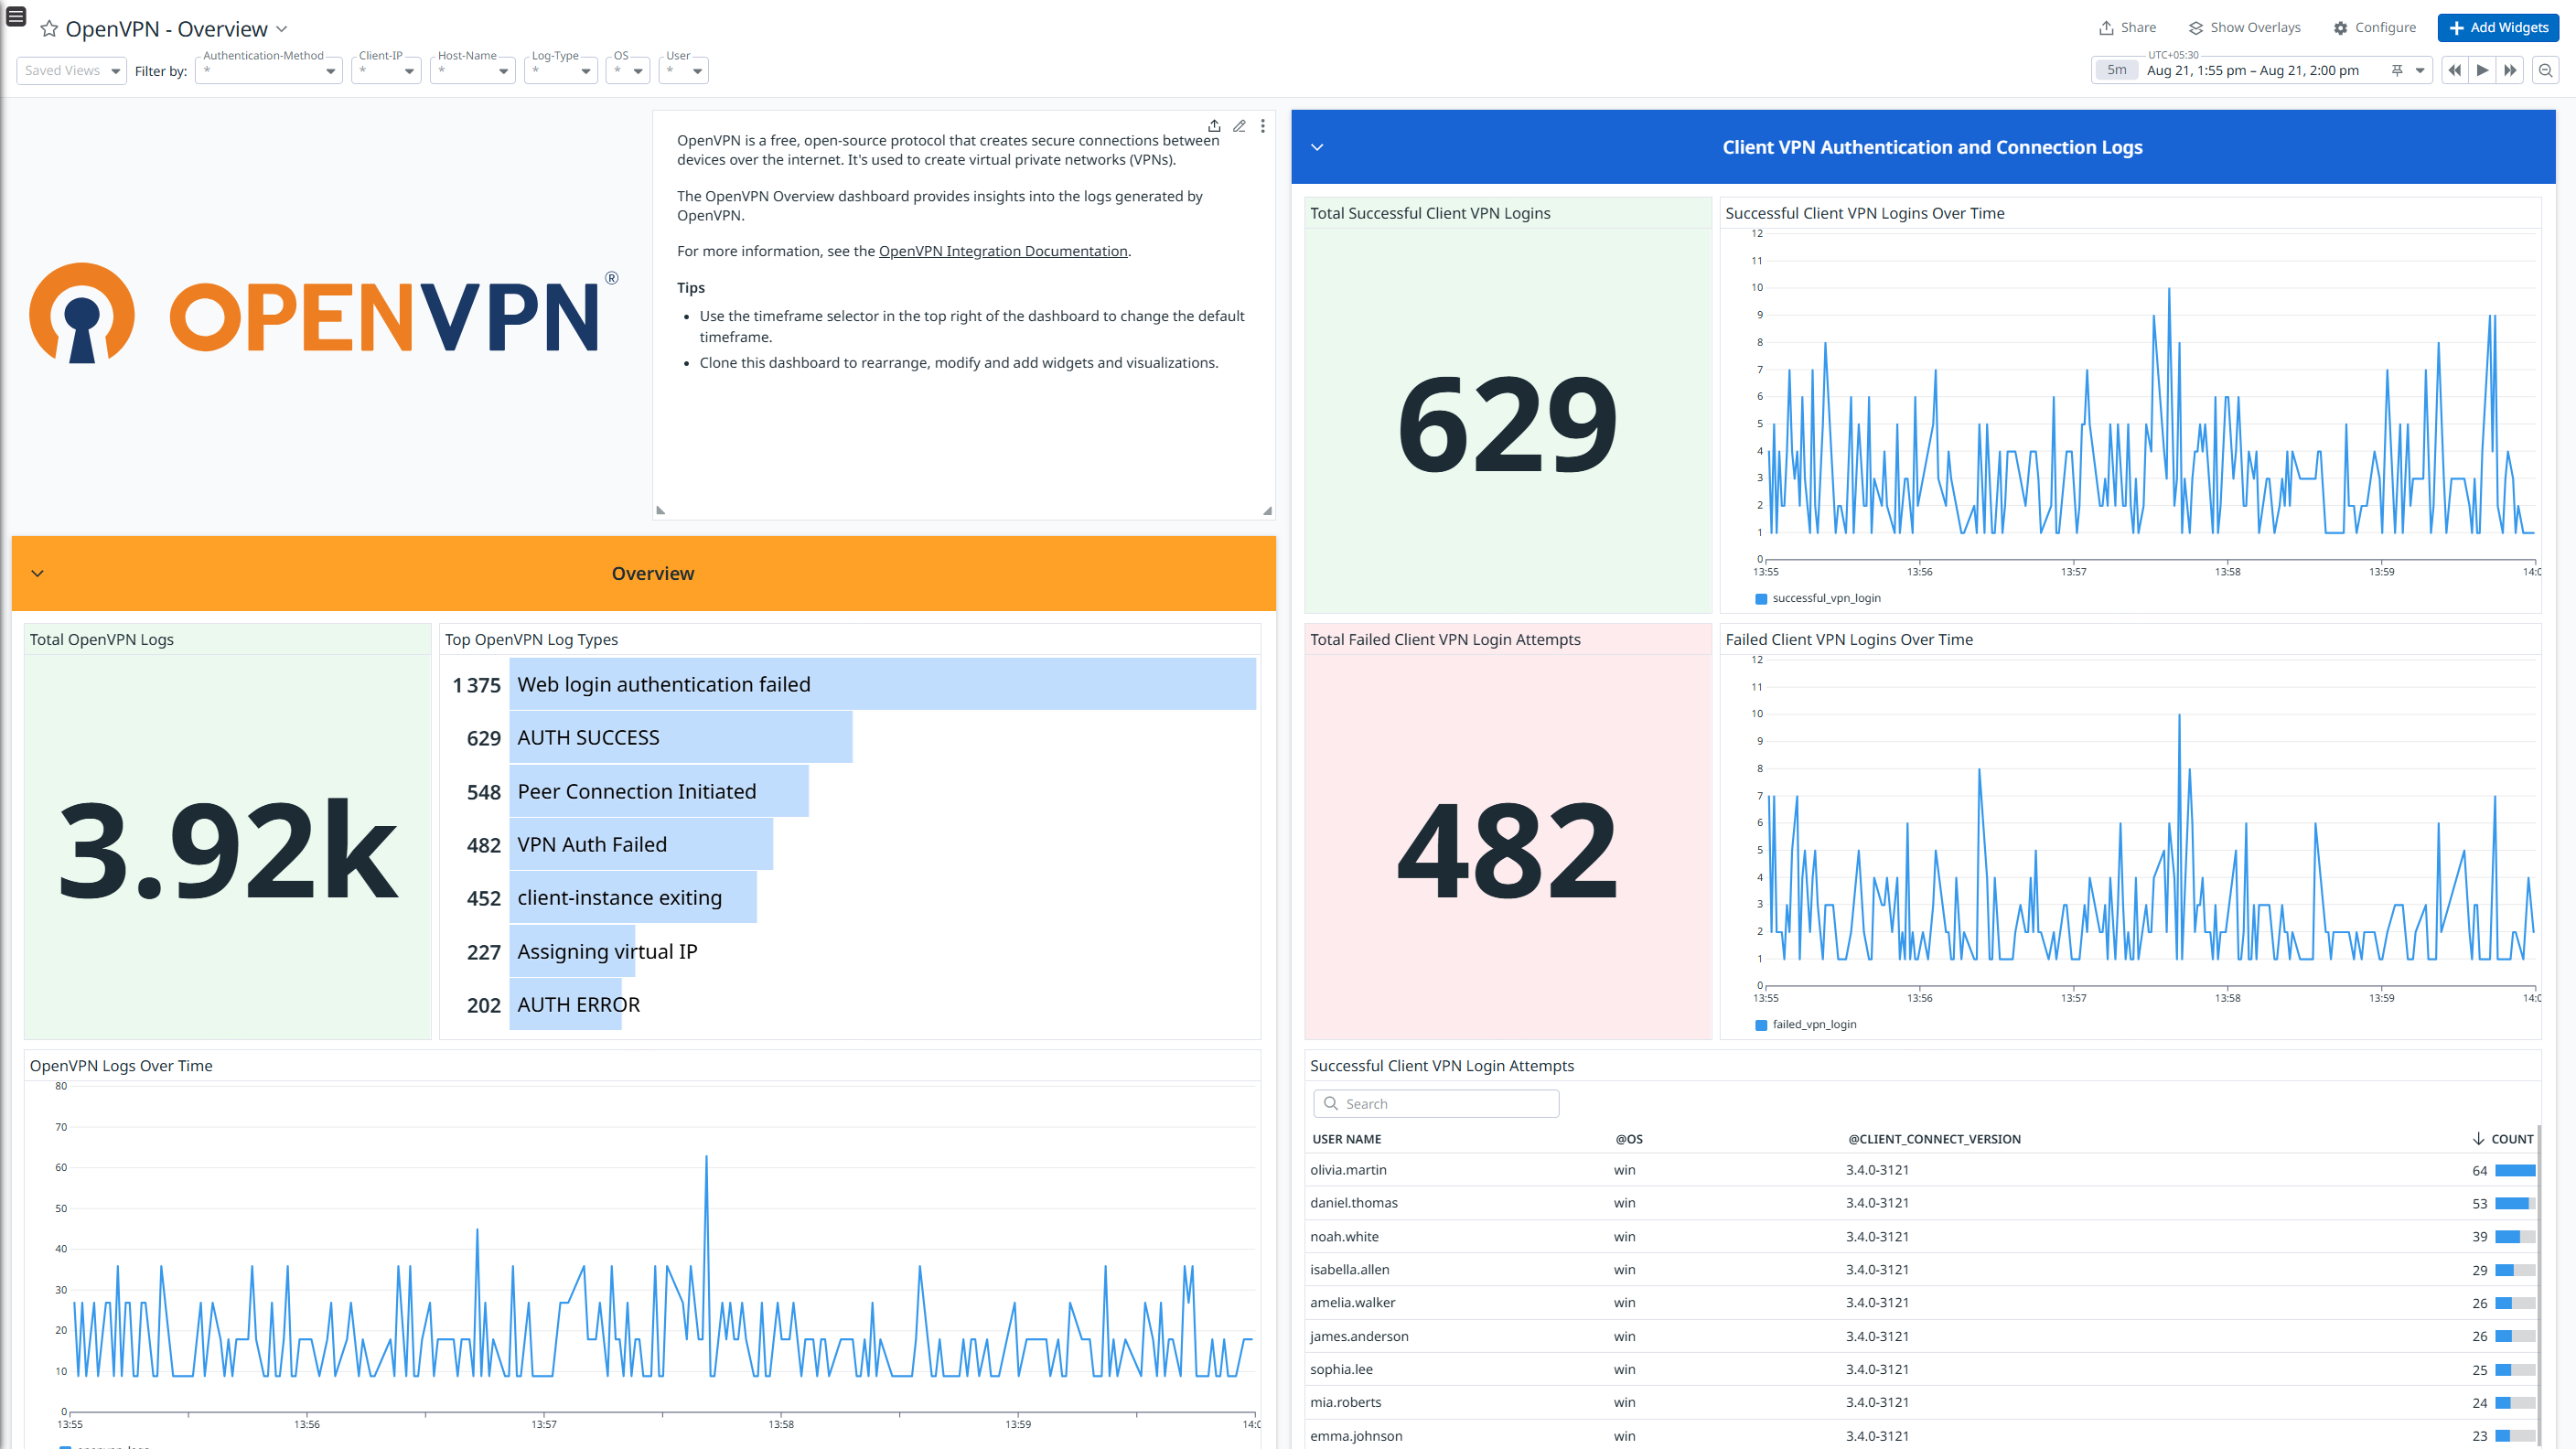 OpenVPN - Overview
Share
Show Overlays
Configure
Add Widgets
Saved Views
Filter by:
Authentication-Method
*
Client-IP
*
Host-Name
*
Log-Type
*
OS
*
User
*
UTC+05:30
5m
Aug 21, 1:55 pm – Aug 21, 2:00 pm
OPENVPN®
OpenVPN is a free, open-source protocol that creates secure connections between
devices over the internet. It's used to create virtual private networks (VPNs).
The OpenVPN Overview dashboard provides insights into the logs generated by
OpenVPN.
For more information, see the OpenVPN Integration Documentation.
Tips
• Use the timeframe selector in the top right of the dashboard to change the default
timeframe.
• Clone this dashboard to rearrange, modify and add widgets and visualizations.
Overview
Total OpenVPN Logs
3.92k
Top OpenVPN Log Types
1 375 Web login authentication failed
629 AUTH SUCCESS
548 Peer Connection Initiated
482 VPN Auth Failed
452 client-instance exiting
227 Assigning virtual IP
202 AUTH ERROR
OpenVPN Logs Over Time
80
70
60
50
40
30
20
10
0
13:55 13:56 13:57 13:58 13:59
Client VPN Authentication and Connection Logs
Total Successful Client VPN Logins
629
Successful Client VPN Logins Over Time
12
11
10
9
8
7
6
5
4
3
2
1
0
13:55 13:56 13:57 13:58 13:59
successful_vpn_login
Total Failed Client VPN Login Attempts
482
Failed Client VPN Logins Over Time
12
11
10
9
8
7
6
5
4
3
2
1
0
13:55 13:56 13:57 13:58 13:59
failed_vpn_login
Successful Client VPN Login Attempts
Search
USER NAME @OS @CLIENT_CONNECT_VERSION COUNT
olivia.martin win 3.4.0-3121 64
daniel.thomas win 3.4.0-3121 53
noah.white win 3.4.0-3121 39
isabella.allen win 3.4.0-3121 29
amelia.walker win 3.4.0-3121 26
james.anderson win 3.4.0-3121 26
sophia.lee win 3.4.0-3121 25
mia.roberts win 3.4.0-3121 24
emma.johnson win 3.4.0-3121 23